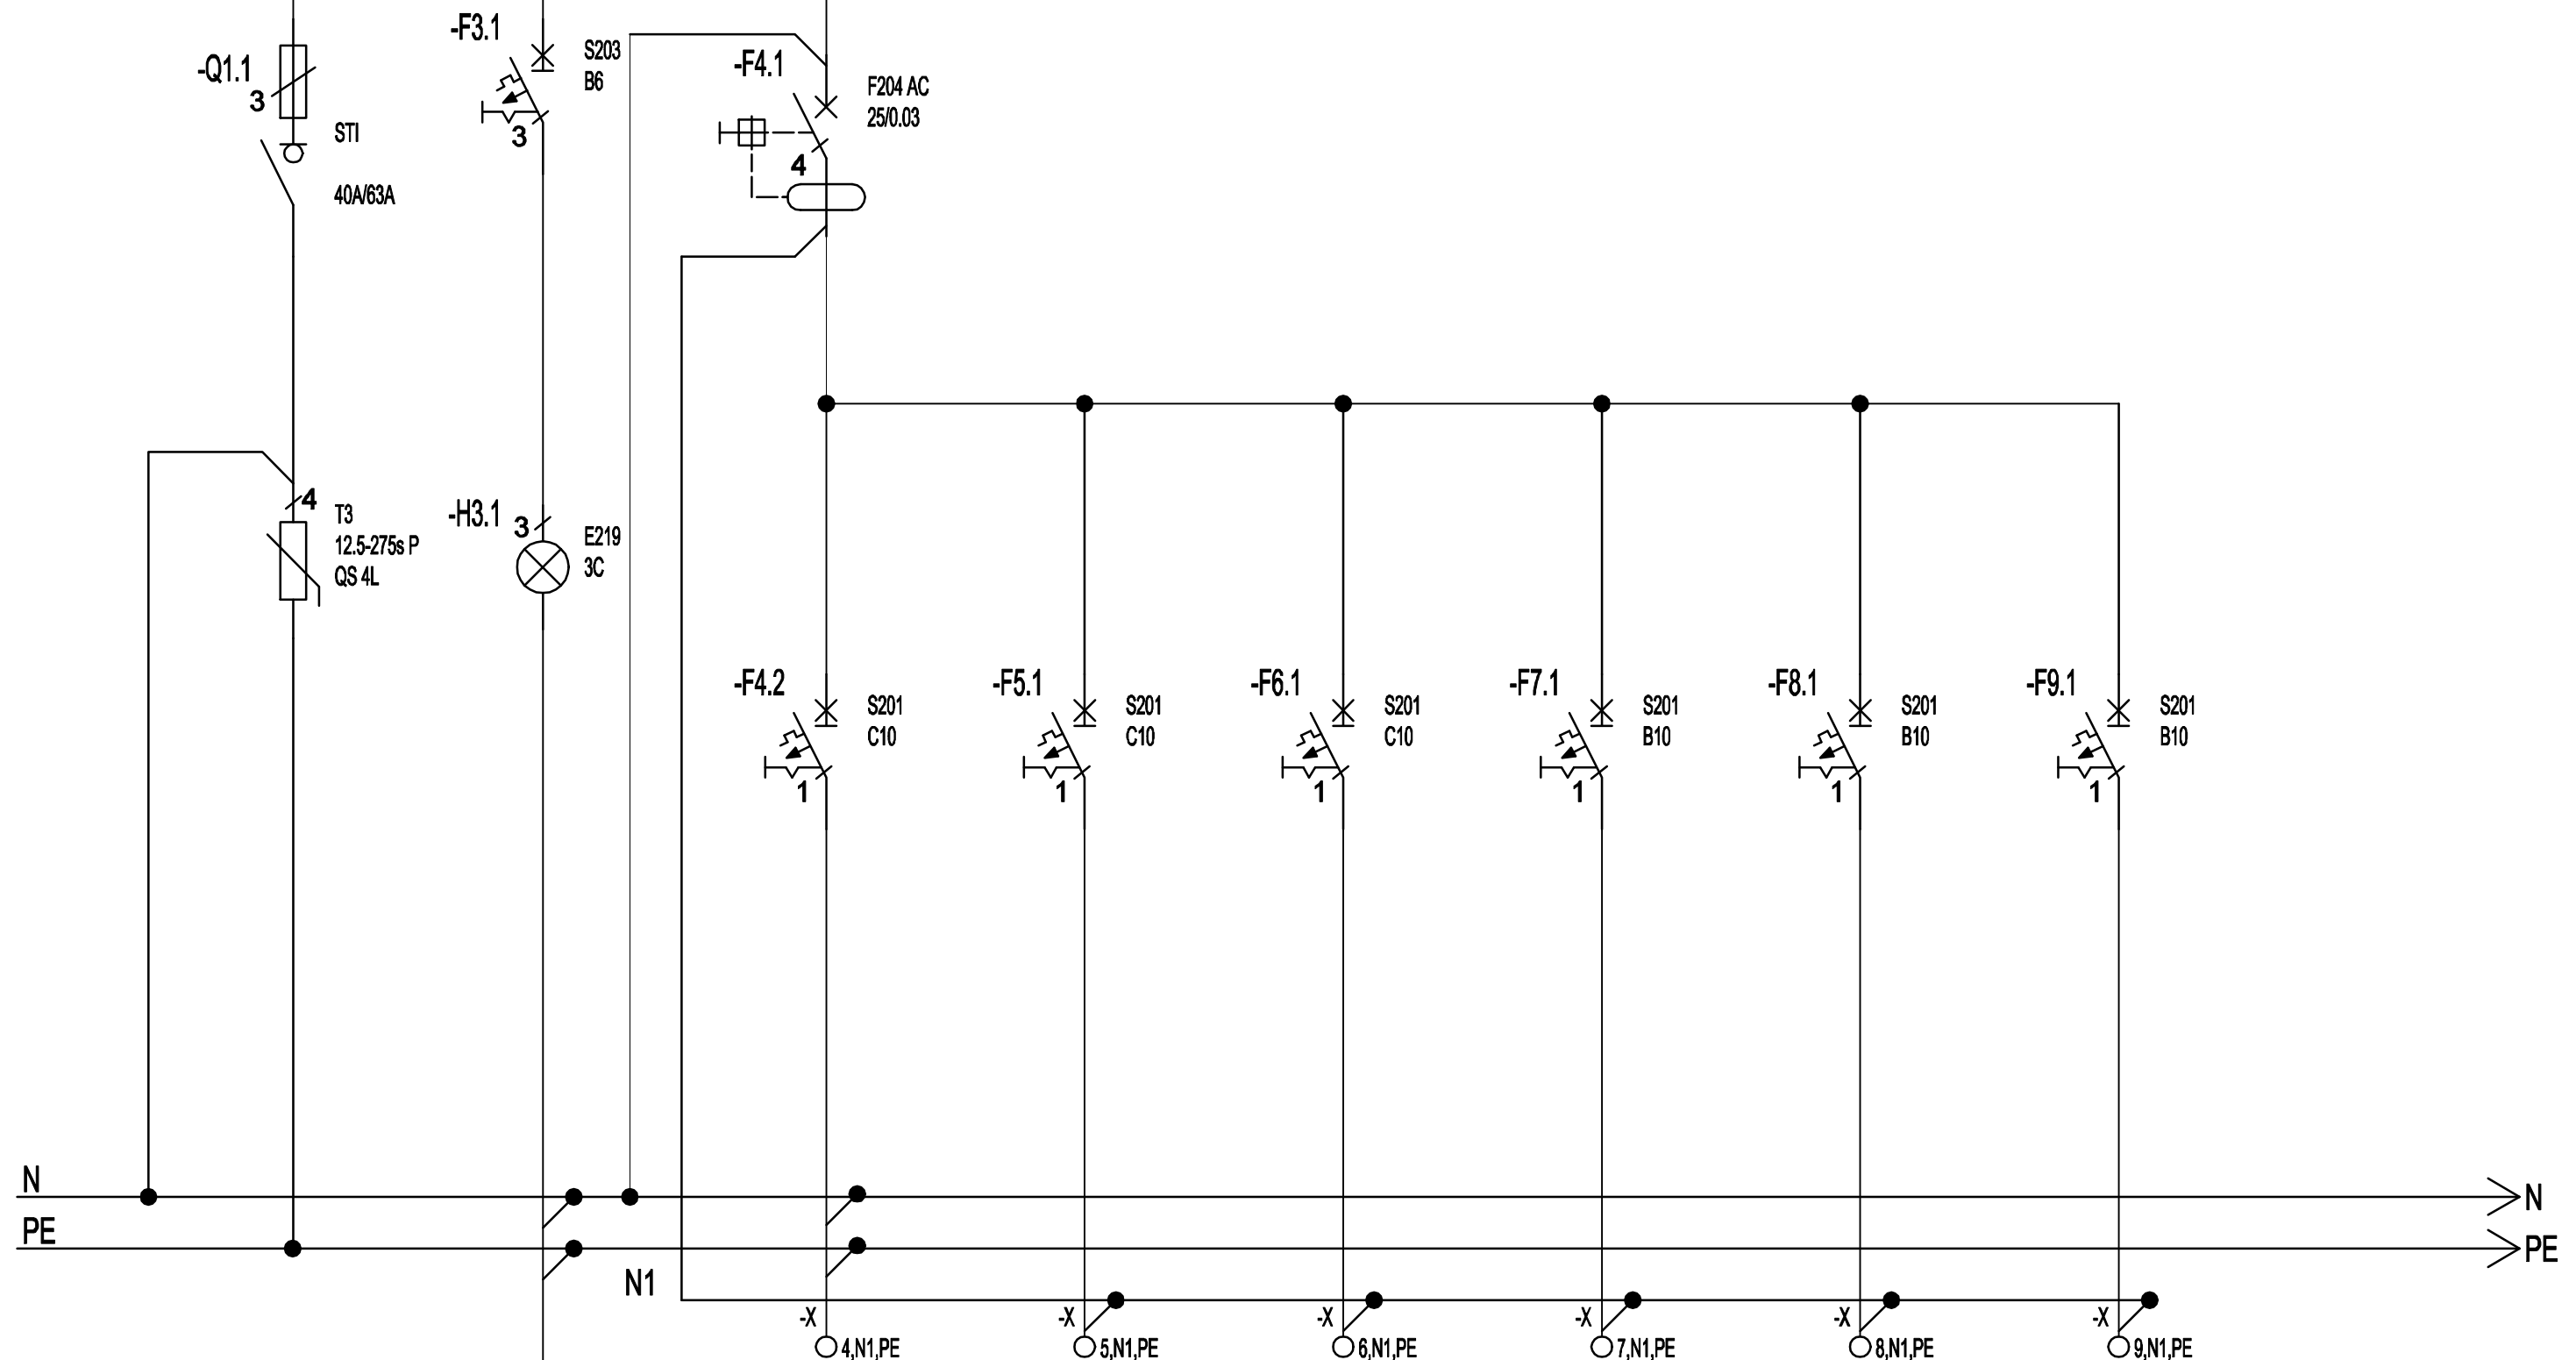 -Q1.1
3
STI
40A/63A
-F3.1
S203
B6
3
-F4.1
F204 AC
25/0.03
4
4
T3
12.5-275s P
QS 4L
-H3.1
3
E219
3C
-F4.2
S201
C10
1
-F5.1
S201
C10
1
-F6.1
S201
C10
1
-F7.1
S201
B10
1
-F8.1
S201
B10
1
-F9.1
S201
B10
1
N
N
PE
PE
N1
-X
4,N1,PE
-X
5,N1,PE
-X
6,N1,PE
-X
7,N1,PE
-X
8,N1,PE
-X
9,N1,PE